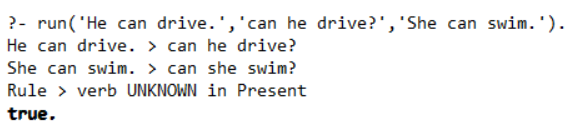 ?- run('He can drive.','can he drive?','She can swim.').
He can drive. > can he drive?
She can swim. > can she swim?
Rule > verb UNKNOWN in Present
true.